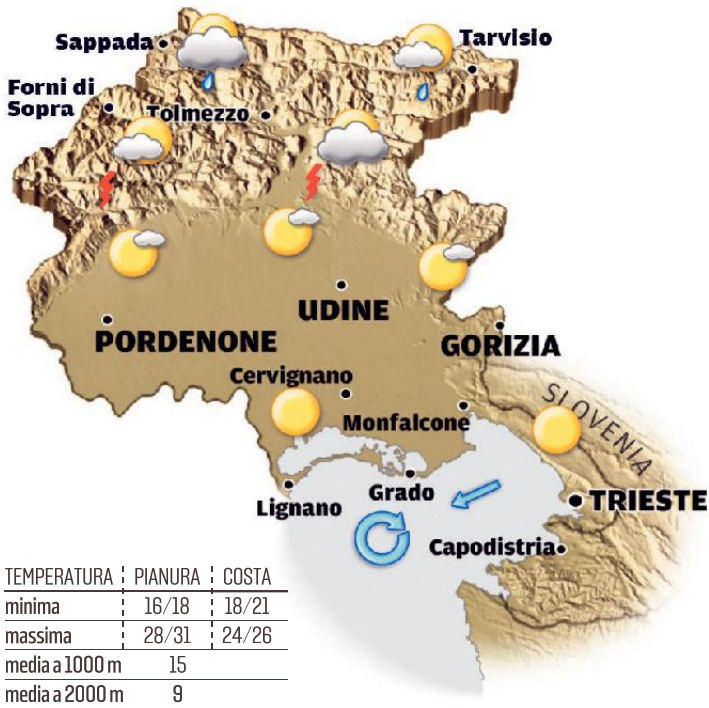 Sappada
Tarvisio
Forni di
Sopra
Tolmezzo
UDINE
PORDENONE
GORIZIA
Cervignano
SLOVENIA
Monfalcone
Grado
Lignano
TRIESTE
Capodistria
TEMPERATURA PIANURA COSTA
minima 16/18 18/21
massima 28/31 24/26
media a 1000 m 15
media a 2000 m 9